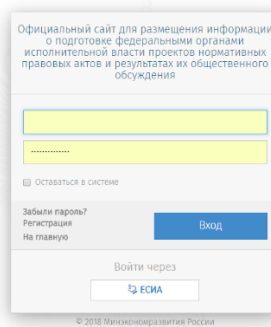 Официальный сайт для размещения информации
о подготовке федеральными органами
исполнительной власти проектов нормативных
правовых актов и результатах их общественного
обсуждения
Оставаться в системе
Забыли пароль?
Регистрация
На главную
Вход
Войти через
ЕСИА
© 2018 Минэкономразвития России